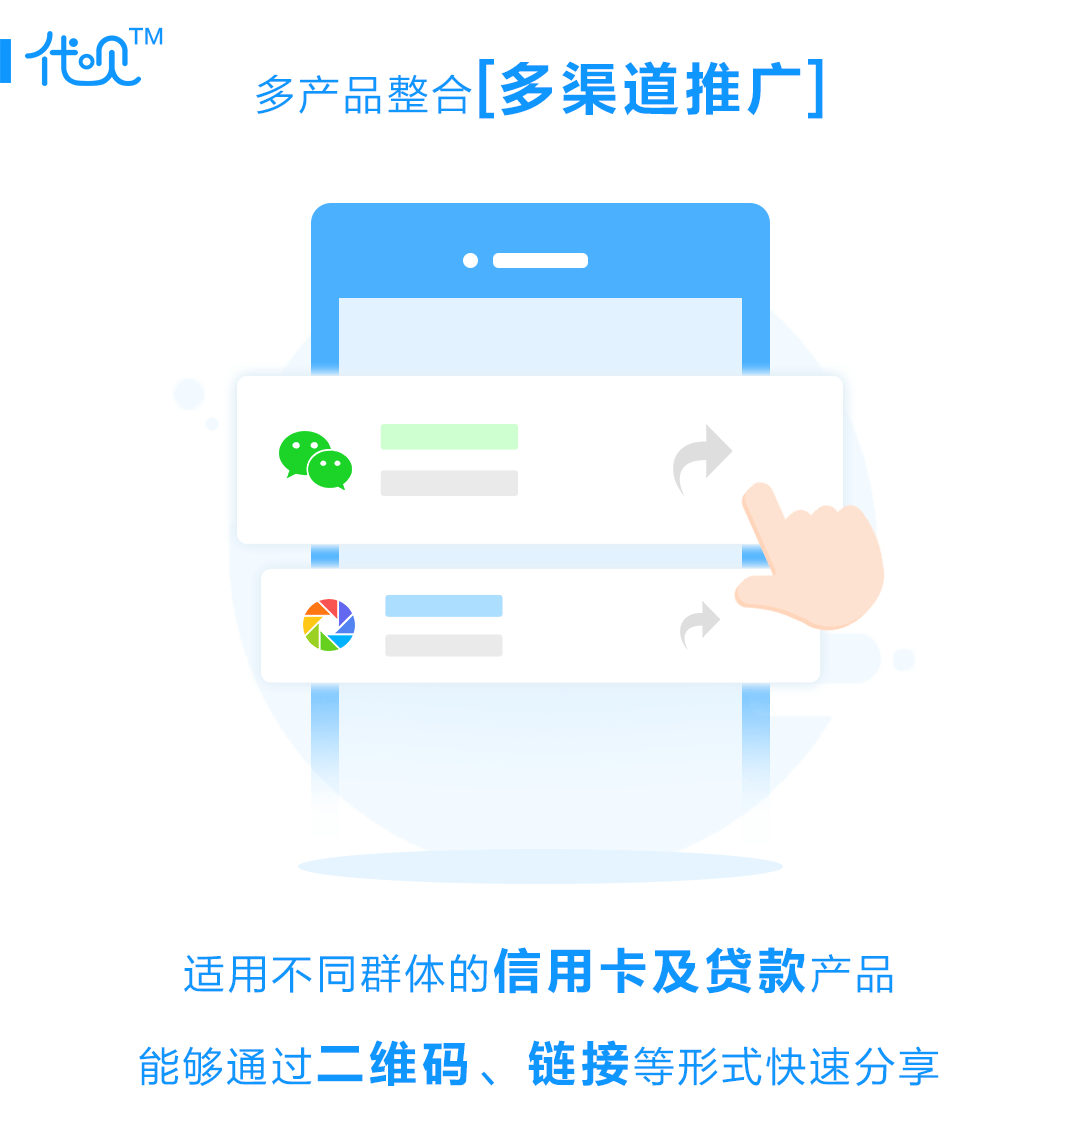 代呗TM
多产品整合[多渠道推广]
适用不同群体的信用卡及贷款产品
能够通过二维码、链接等形式快速分享